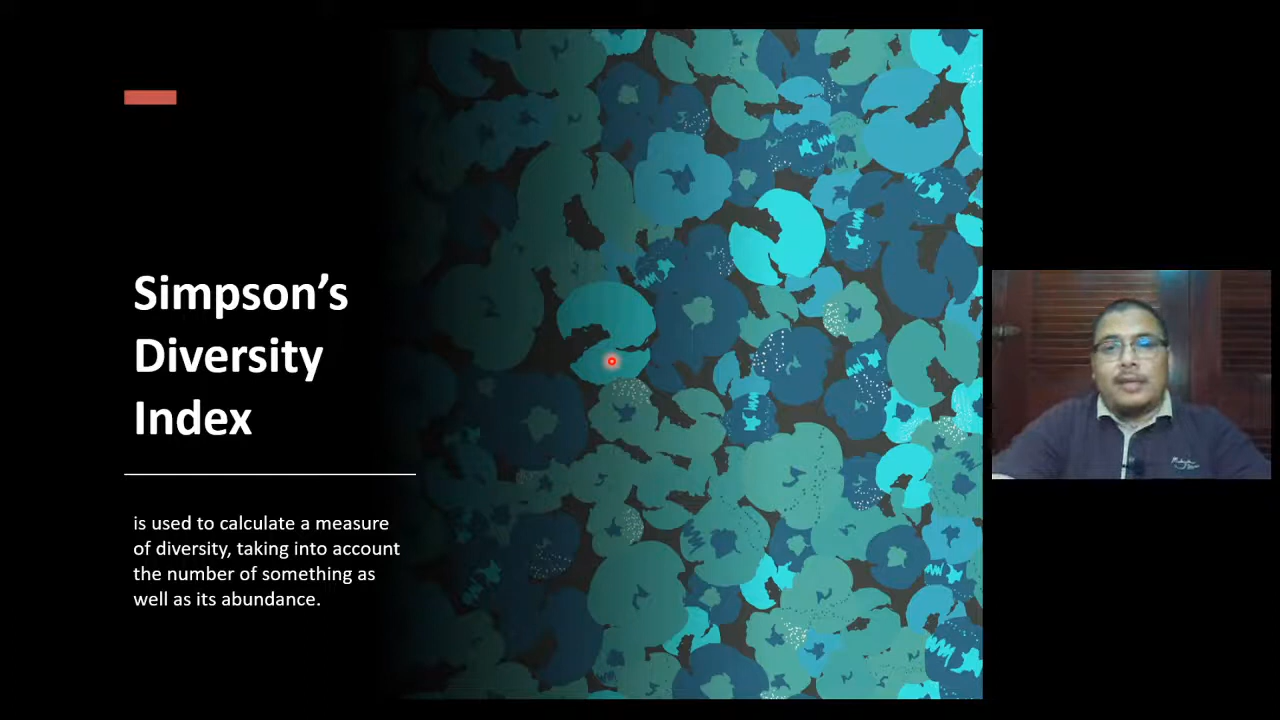 Simpson’s
Diversity
Index
is used to calculate a measure
of diversity, taking into account
the number of something as
well as its abundance.